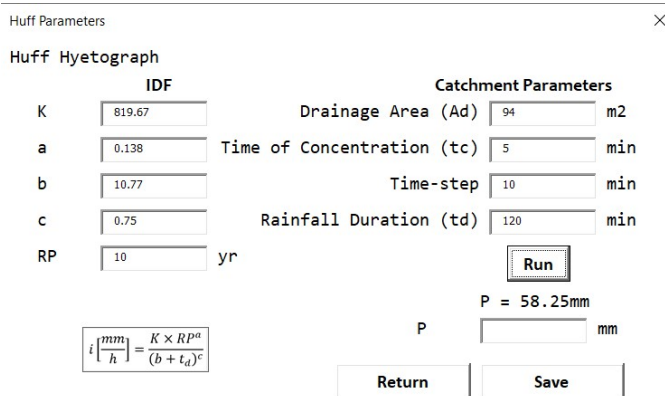 Huff Parameters ×
Huff Hyetograph
IDF Catchment Parameters
K 819.67 Drainage Area (Ad) 94 m2
a 0.138 Time of Concentration (tc) 5 min
b 10.77 Time-step 10 min
c 0.75 Rainfall Duration (td) 120 min
RP 10 yr
Run
P = 58.25mm
P mm
i[mm/h] = K × RP^a / (b + t_d)^c
Return Save